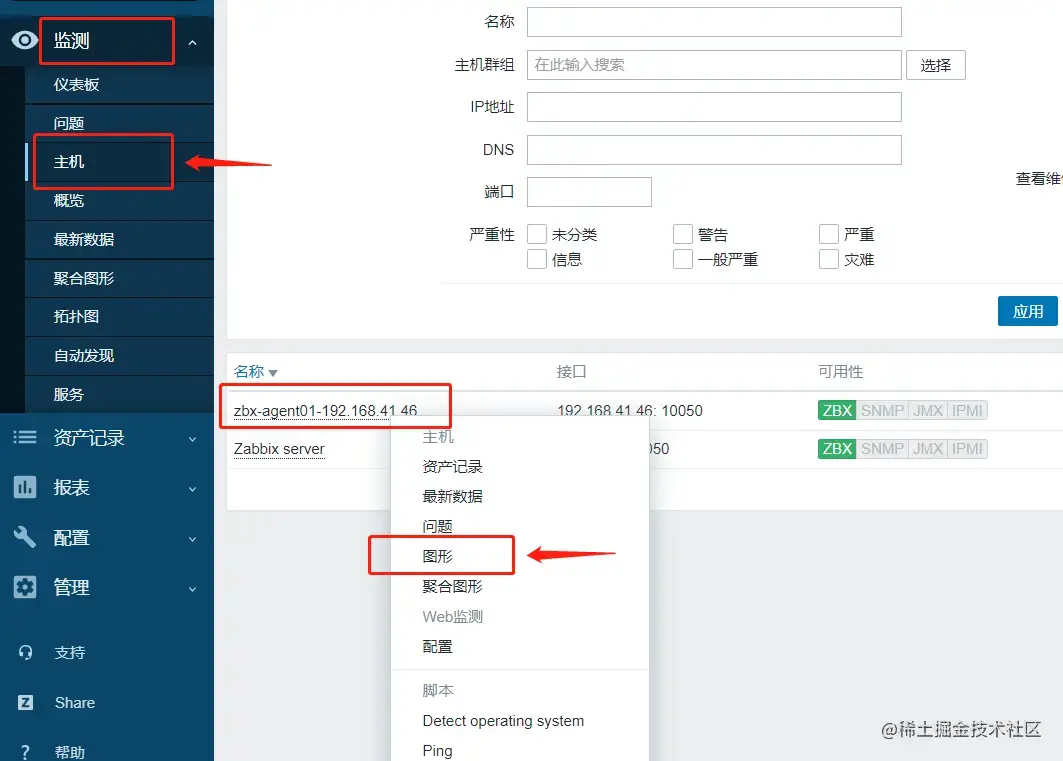 监测
仪表板
问题
主机
概览
最新数据
聚合图形
拓扑图
自动发现
服务
资产记录
报表
配置
管理
支持
Share
帮助
名称
主机群组 在此输入搜索 选择
IP地址
DNS
端口
严重性 未分类 警告 严重
信息 一般严重 灾难
应用
名称 接口 可用性
zbx-agent01-192.168.41.46 192.168.41.46: 10050 ZBX SNMP JMX IPMI
Zabbix server 050 ZBX SNMP JMX IPMI
主机
资产记录
最新数据
问题
图形
聚合图形
Web监测
配置
脚本
Detect operating system
Ping
@稀土掘金技术社区